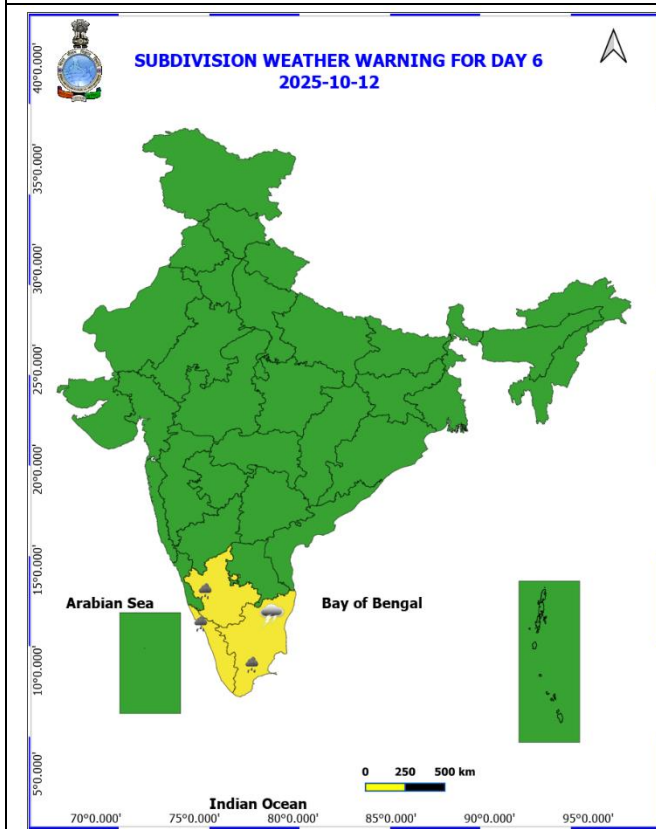 SUBDIVISION WEATHER WARNING FOR DAY 6
2025-10-12
40°0.000'
35°0.000'
30°0.000'
25°0.000'
20°0.000'
15°0.000'
Arabian Sea
Bay of Bengal
10°0.000'
5°0.000'
0 250 500 km
Indian Ocean
70°0.000' 75°0.000' 80°0.000' 85°0.000' 90°0.000' 95°0.000'